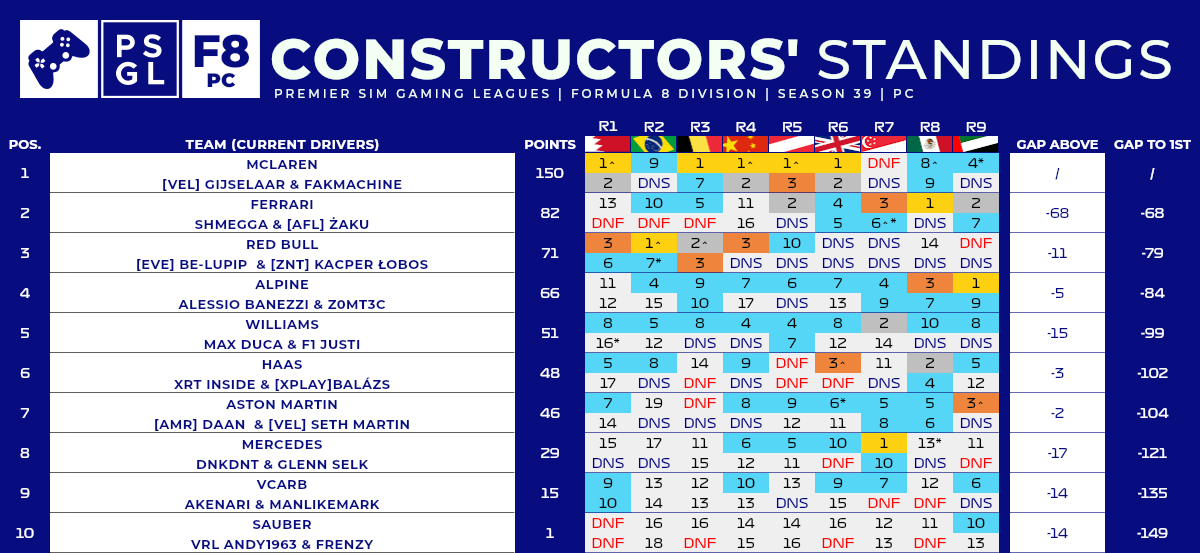 PS
GL
F8
PC
CONSTRUCTORS' STANDINGS
PREMIER SIM GAMING LEAGUES | FORMULA 8 DIVISION | SEASON 39 | PC
R1 R2 R3 R4 R5 R6 R7 R8 R9
POS. TEAM (CURRENT DRIVERS) POINTS GAP ABOVE GAP TO 1ST
MCLAREN 1^ 9 1 1^ 1^ 1 DNF 8^ 4*
1 150 / /
[VEL] GIJSELAAR & FAKMACHINE 2 DNS 7 2 3 2 DNS 9 DNS
FERRARI 13 10 5 11 2 4 3 1 2
2 82 -68 -68
SHMEGGA & [AFL] ŻAKU DNF DNF DNF 16 DNS 5 6^* DNS 7
RED BULL 3 1^ 2^ 3 10 DNS DNS 14 DNF
3 71 -11 -79
[EVE] BE-LUPIP & [ZNT] KACPER ŁOBOS 6 7* 3 DNS DNS DNS DNS DNS DNS
ALPINE 11 4 9 7 6 7 4 3 1
4 66 -5 -84
ALESSIO BANEZZI & Z0MT3C 12 15 10 17 DNS 13 9 7 9
WILLIAMS 8 5 8 4 4 8 2 10 8
5 51 -15 -99
MAX DUCA & F1 JUSTI 16* 12 DNS DNS 7 12 14 DNS DNS
HAAS 5 8 14 9 DNF 3^ 11 2 5
6 48 -3 -102
XRT INSIDE & [XPLAY]BALÁZS 17 DNS DNF DNF DNF DNF DNS 4 12
ASTON MARTIN 7 19 DNF 8 9 6* 5 5 3^
7 46 -2 -104
[AMR] DAAN & [VEL] SETH MARTIN 14 DNS DNS DNS 12 11 8 6 DNS
MERCEDES 15 17 11 6 5 10 1 13* 11
8 29 -17 -121
DNKDNT & GLENN SELK DNS DNS 15 12 11 DNF 10 DNS DNF
VCARB 9 13 12 10 13 9 7 12 6
9 15 -14 -135
AKENARI & MANLIKEMARK 10 14 13 13 DNS 15 DNF DNF DNS
SAUBER DNF 16 16 14 14 16 12 11 10
10 1 -14 -149
VRL ANDY1963 & FRENZY DNF 18 DNF 15 16 DNF 13 DNF 13